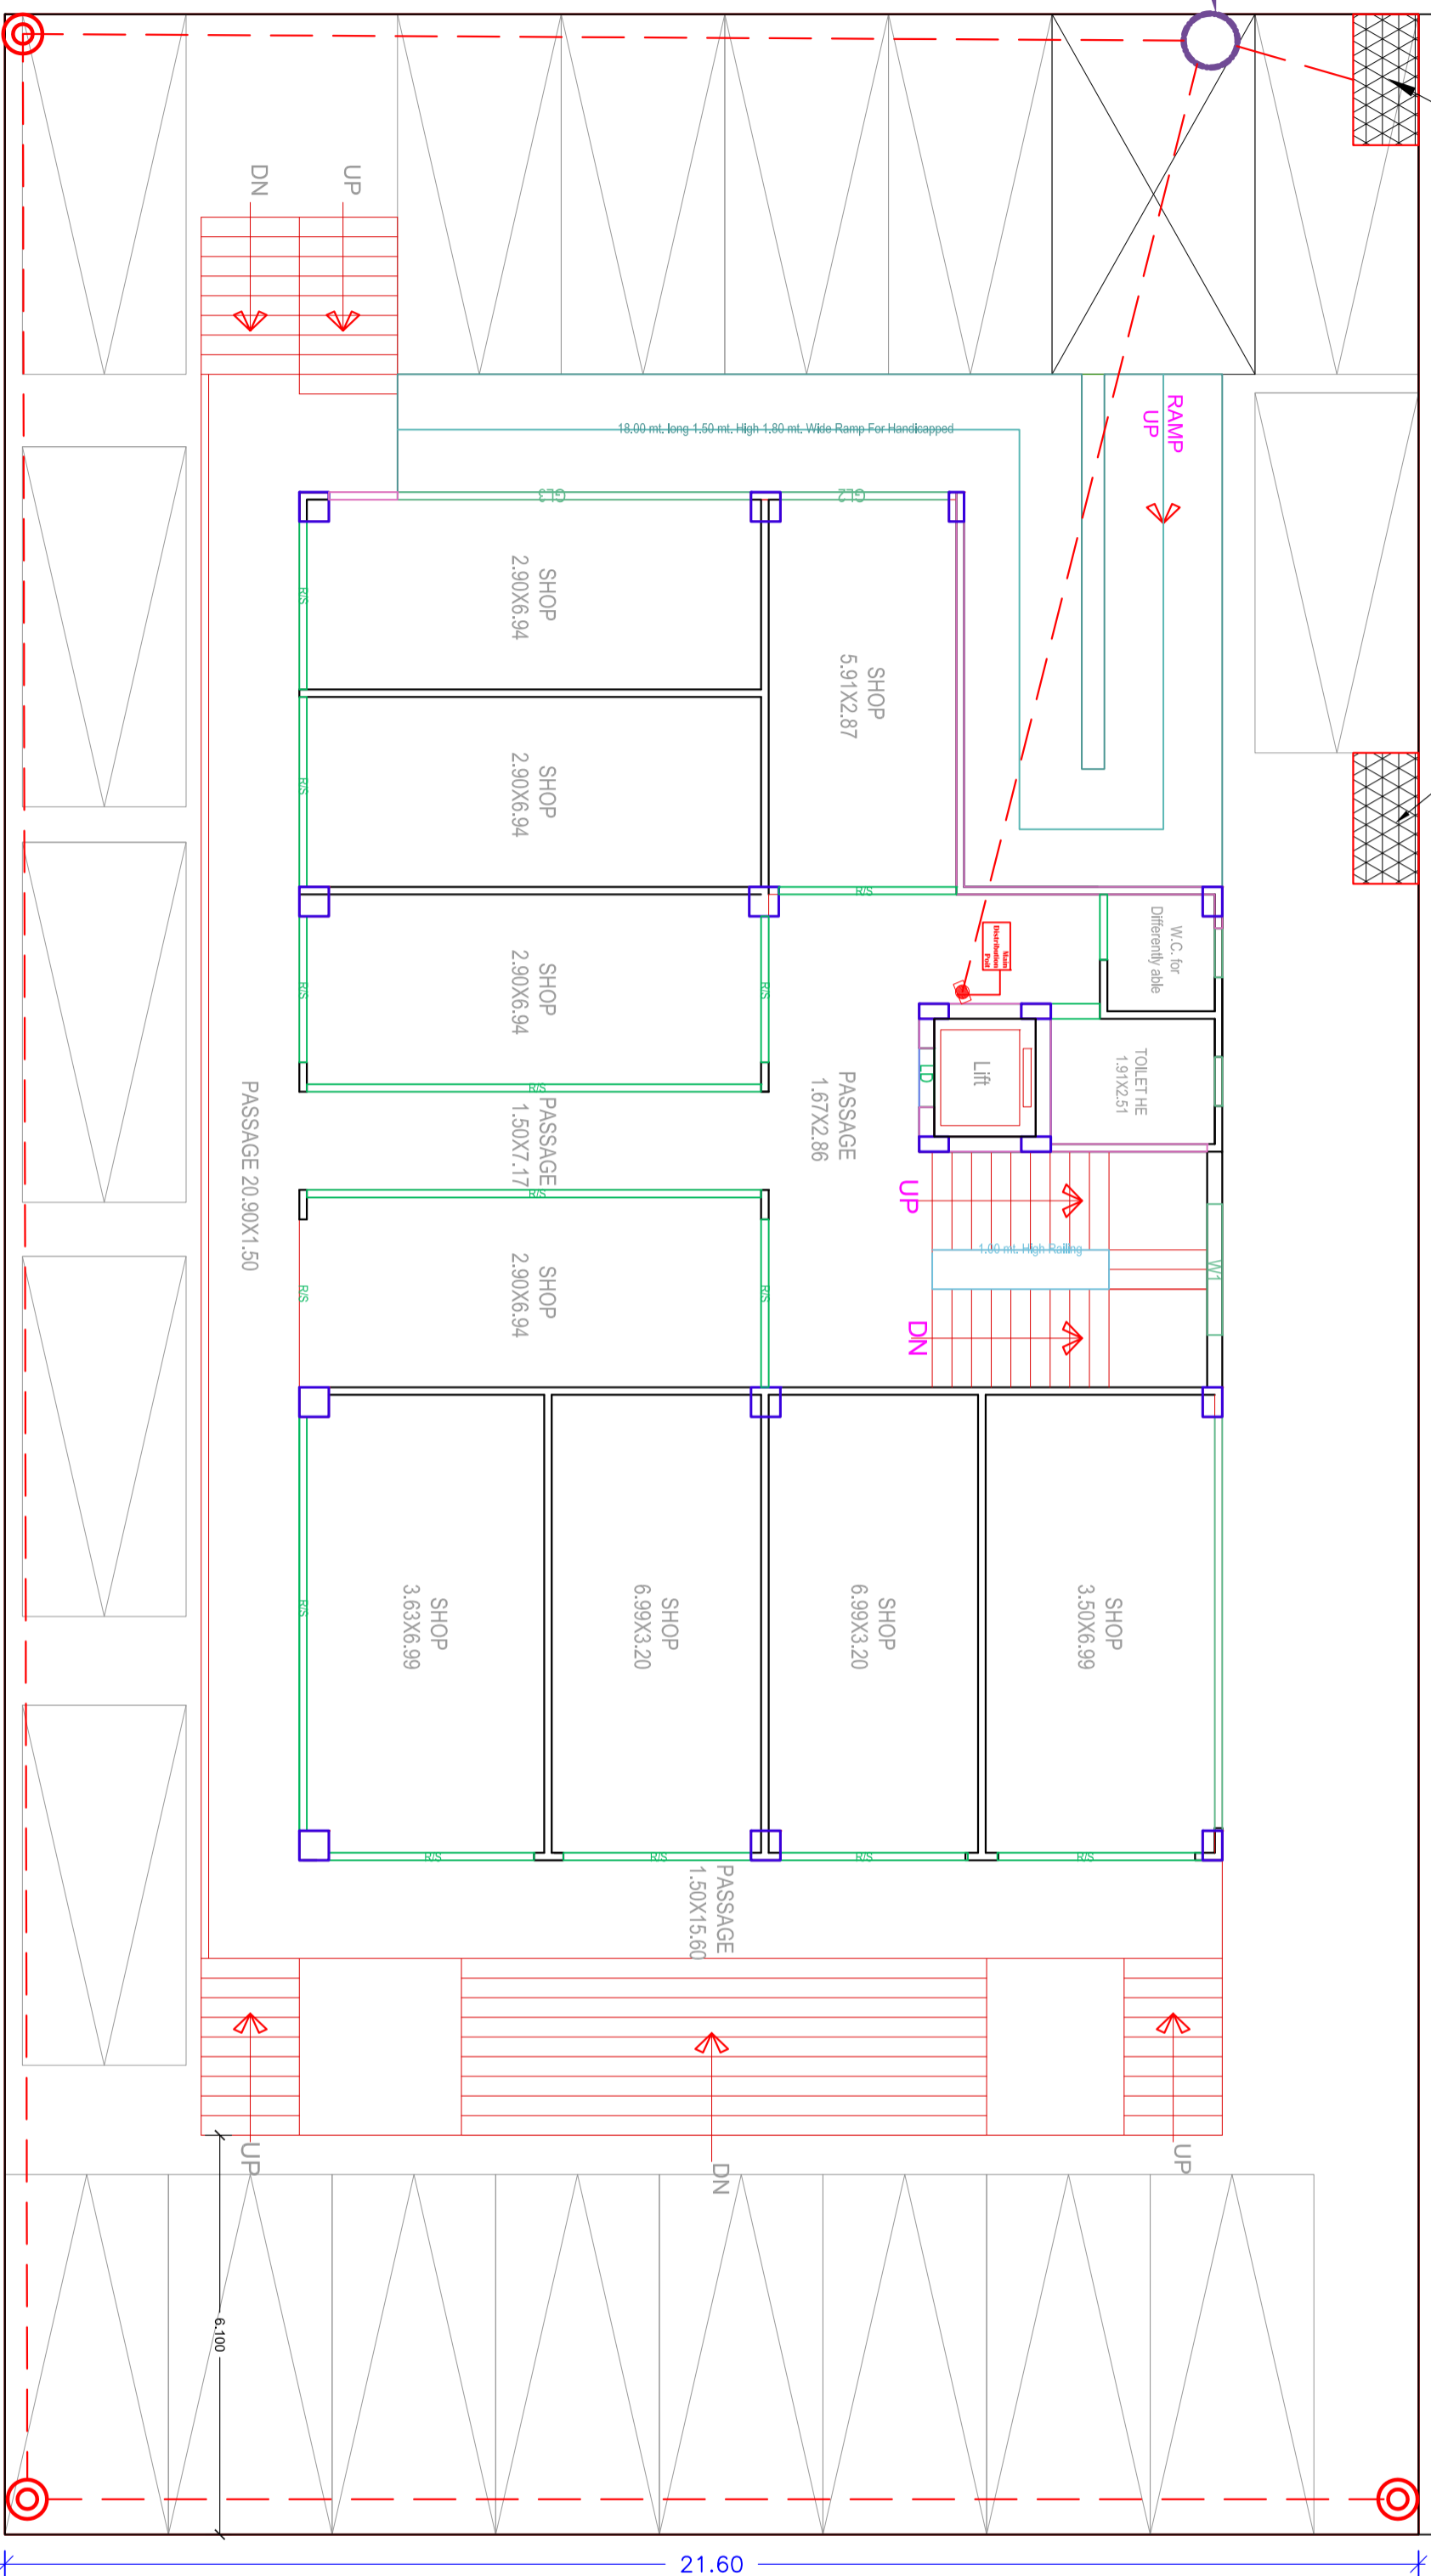 DN
UP
RAMP
UP
18.00 mt. long 1.50 mt. High 1.80 mt. Wide Ramp For Handicapped
GL3
GL2
SHOP
2.90X6.94
R/S
SHOP
5.91X2.87
SHOP
2.90X6.94
R/S
R/S
W.C. for
Differently able
Main
Distribution
Poil
SHOP
2.90X6.94
R/S
R/S
Lift
LD
TOILET HE
1.91X2.51
R/S
PASSAGE
1.67X2.86
PASSAGE
1.50X7.17
PASSAGE 20.90X1.50
R/S
UP
1.00 mt. High Railing
W1
DN
SHOP
2.90X6.94
R/S
R/S
SHOP
3.63X6.99
R/S
SHOP
6.99X3.20
SHOP
6.99X3.20
SHOP
3.50X6.99
R/S
R/S
R/S
R/S
PASSAGE
1.50X15.60
UP
DN
UP
6.100
21.60